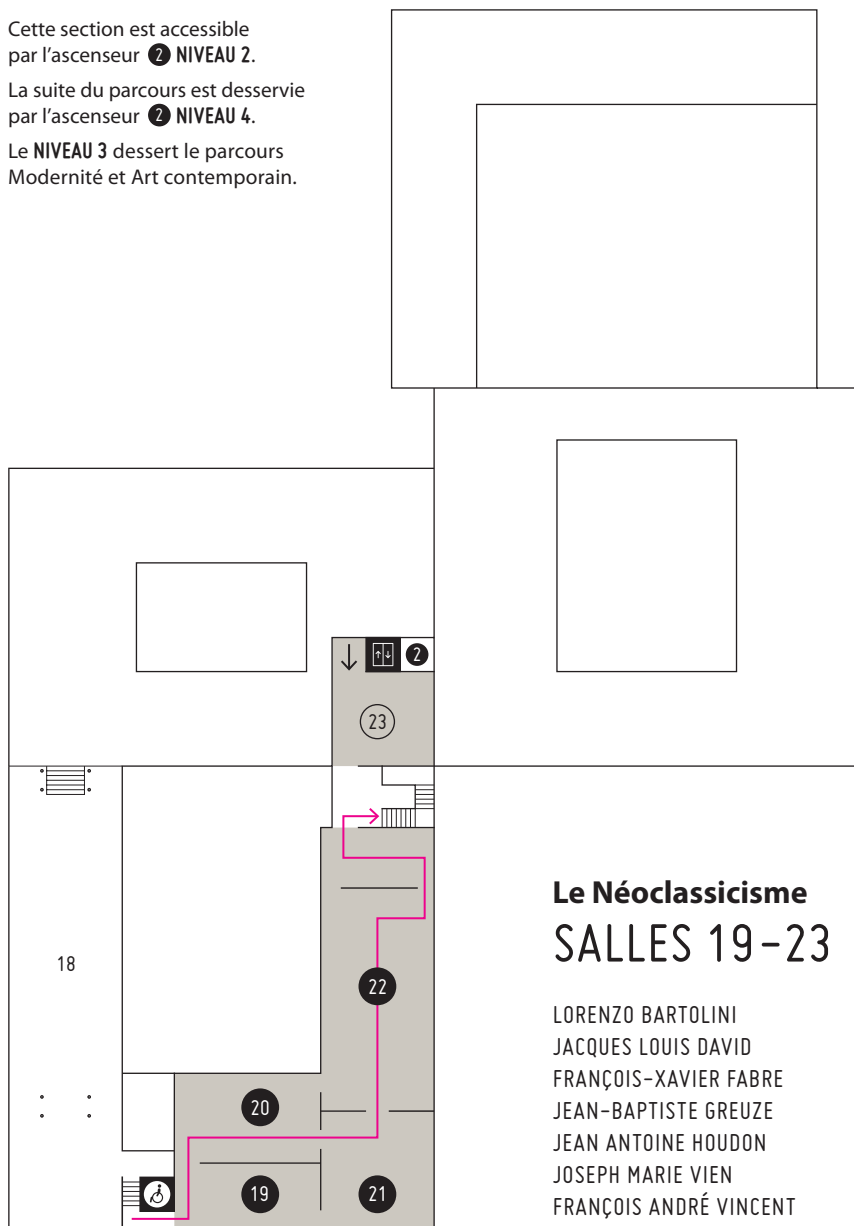 Cette section est accessible
par l'ascenseur 2 NIVEAU 2.
La suite du parcours est desservie
par l'ascenseur 2 NIVEAU 4.
Le NIVEAU 3 dessert le parcours
Modernité et Art contemporain.
2
23
18
22
20
19
21
Le Néoclassicisme
SALLES 19-23
LORENZO BARTOLINI
JACQUES LOUIS DAVID
FRANÇOIS-XAVIER FABRE
JEAN-BAPTISTE GREUZE
JEAN ANTOINE HOUDON
JOSEPH MARIE VIEN
FRANÇOIS ANDRÉ VINCENT